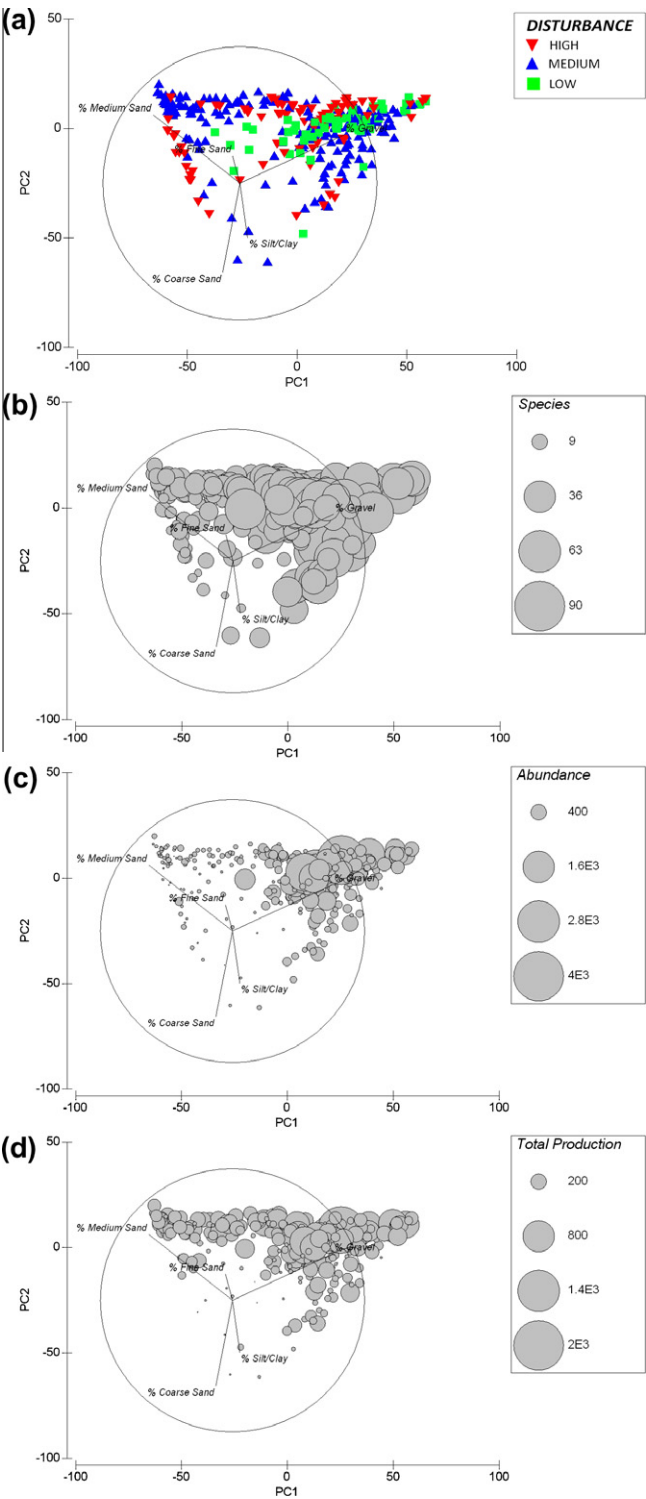 (a)
50
0
-50
-100
PC2
-100
-50
0
50
100
PC1
% Medium Sand
% Fine Sand
% Gravel
% Silt/Clay
% Coarse Sand
DISTURBANCE
HIGH
MEDIUM
LOW
(b)
50
0
-50
-100
PC2
-100
-50
0
50
100
PC1
% Medium Sand
% Fine Sand
% Gravel
% Silt/Clay
% Coarse Sand
Species
9
36
63
90
(c)
50
0
-50
-100
PC2
-100
-50
0
50
100
PC1
% Medium Sand
% Fine Sand
% Gravel
% Silt/Clay
% Coarse Sand
Abundance
400
1.6E3
2.8E3
4E3
(d)
50
0
-50
-100
PC2
-100
-50
0
50
100
PC1
% Medium Sand
% Fine Sand
% Gravel
% Silt/Clay
% Coarse Sand
Total Production
200
800
1.4E3
2E3